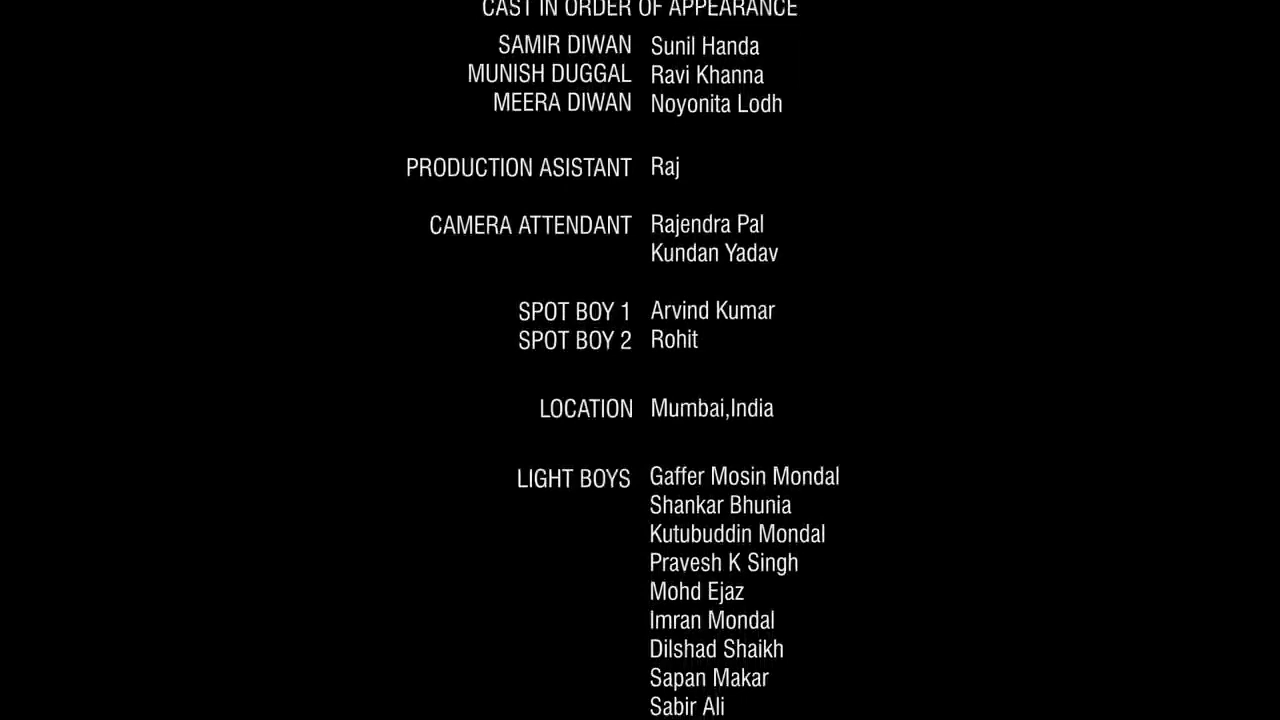 CAST IN ORDER OF APPEARANCE
SAMIR DIWAN Sunil Handa
MUNISH DUGGAL Ravi Khanna
MEERA DIWAN Noyonita Lodh
PRODUCTION ASISTANT Raj
CAMERA ATTENDANT Rajendra Pal
Kundan Yadav
SPOT BOY 1 Arvind Kumar
SPOT BOY 2 Rohit
LOCATION Mumbai,India
LIGHT BOYS Gaffer Mosin Mondal
Shankar Bhunia
Kutubuddin Mondal
Pravesh K Singh
Mohd Ejaz
Imran Mondal
Dilshad Shaikh
Sapan Makar
Sabir Ali